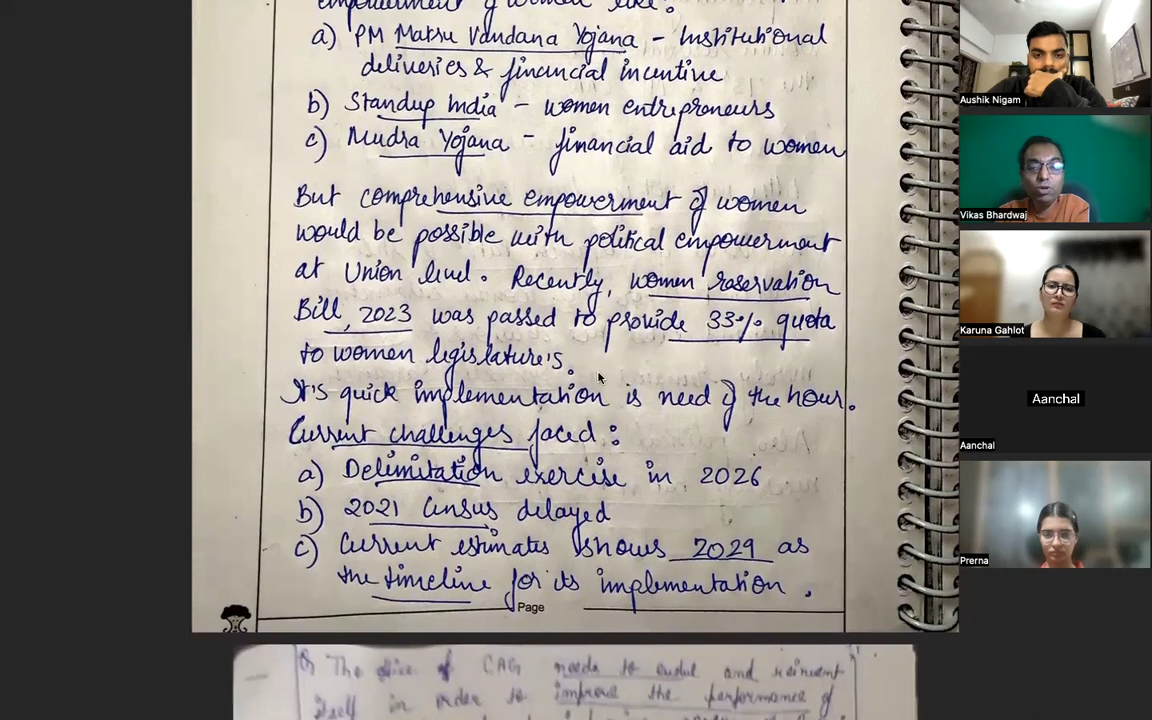 empowerment of women like:
a) PM Matru Vandana Yojana - Institutional
deliveries & financial incentive
b) Standup India - women entrepreneurs
c) Mudra Yojana - financial aid to women
But comprehensive empowerment of women
would be possible with political empowerment
at Union level. Recently, women reservation
Bill, 2023 was passed to provide 33% quota
to women legislature's.
It's quick implementation is need of the hour.
Current challenges faced:
a) Delimitation exercise in 2026
b) 2021 Census delayed
c) Current estimates shows 2029 as
the timeline for its implementation.
Page
Q The office of CAG needs to evolve and reinvent
itself in order to improve the performance of
Aushik Nigam
Vikas Bhardwaj
Karuna Gahlot
Aanchal
Aanchal
Prerna